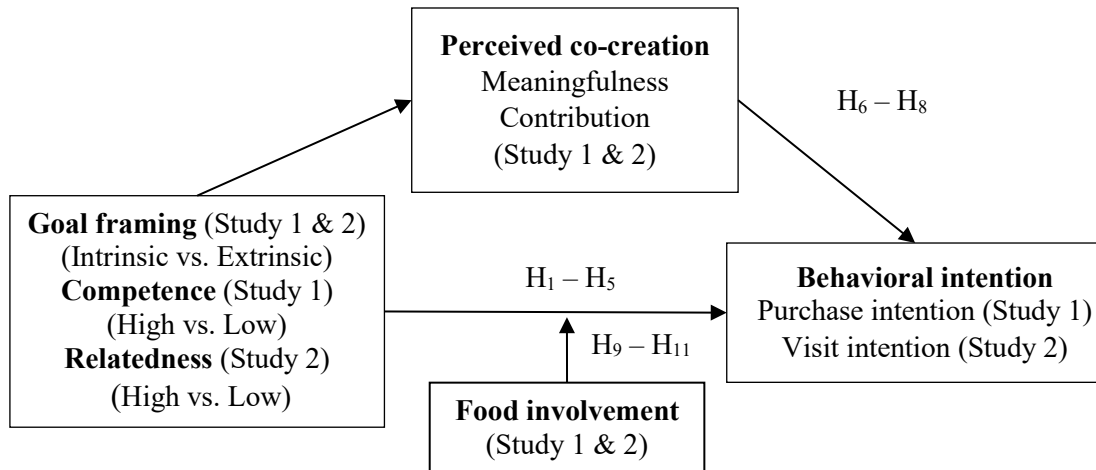 Perceived co-creation
Meaningfulness
Contribution
(Study 1 & 2)
H₆ – H₈
Goal framing (Study 1 & 2)
(Intrinsic vs. Extrinsic)
Competence (Study 1)
(High vs. Low)
Relatedness (Study 2)
(High vs. Low)
H₁ – H₅
H₉ – H₁₁
Behavioral intention
Purchase intention (Study 1)
Visit intention (Study 2)
Food involvement
(Study 1 & 2)